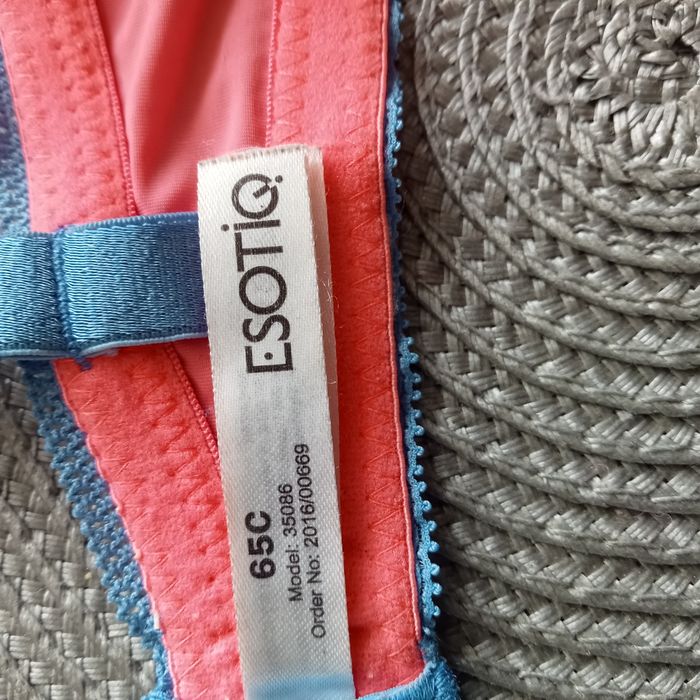 ESOTIQ
65C
Model: 35086
Order No: 2016/00669